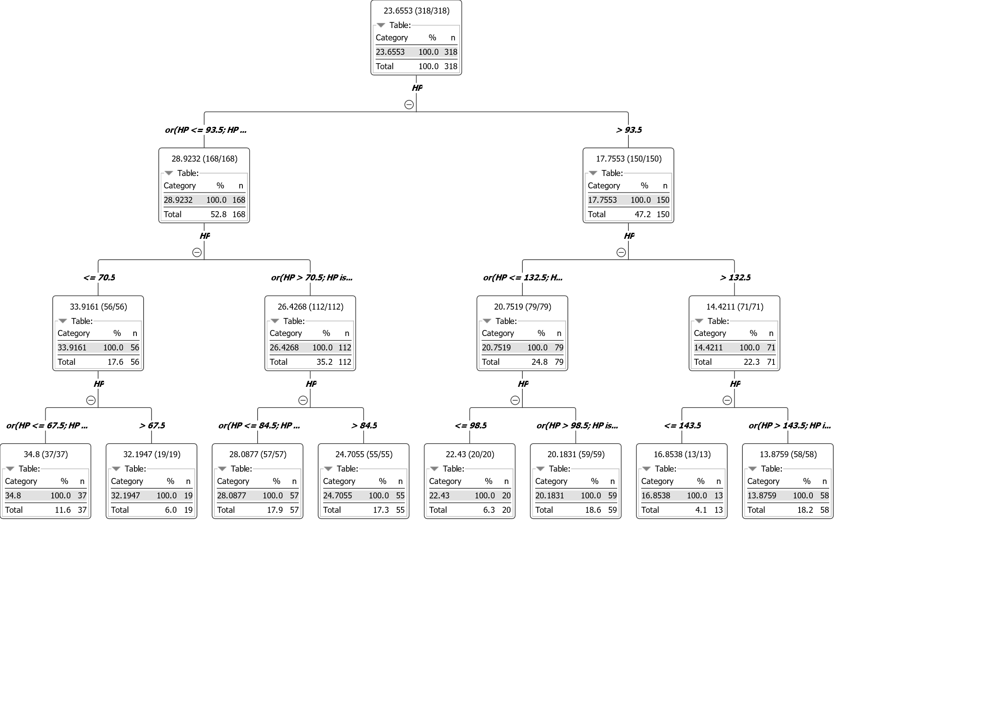 23.6553 (318/318)
Table:
Category % n
23.6553 100.0 318
Total 100.0 318
HP
or(HP <= 93.5; HP ...
> 93.5
28.9232 (168/168)
Table:
Category % n
28.9232 100.0 168
Total 52.8 168
HP
17.7553 (150/150)
Table:
Category % n
17.7553 100.0 150
Total 47.2 150
HP
<= 70.5
or(HP > 70.5; HP is...
or(HP <= 132.5; H...
> 132.5
33.9161 (56/56)
Table:
Category % n
33.9161 100.0 56
Total 17.6 56
HP
26.4268 (112/112)
Table:
Category % n
26.4268 100.0 112
Total 35.2 112
HP
20.7519 (79/79)
Table:
Category % n
20.7519 100.0 79
Total 24.8 79
HP
14.4211 (71/71)
Table:
Category % n
14.4211 100.0 71
Total 22.3 71
HP
or(HP <= 67.5; HP ...
> 67.5
or(HP <= 84.5; HP ...
> 84.5
<= 98.5
or(HP > 98.5; HP is...
<= 143.5
or(HP > 143.5; HP i...
34.8 (37/37)
Table:
Category % n
34.8 100.0 37
Total 11.6 37
32.1947 (19/19)
Table:
Category % n
32.1947 100.0 19
Total 6.0 19
28.0877 (57/57)
Table:
Category % n
28.0877 100.0 57
Total 17.9 57
24.7055 (55/55)
Table:
Category % n
24.7055 100.0 55
Total 17.3 55
22.43 (20/20)
Table:
Category % n
22.43 100.0 20
Total 6.3 20
20.1831 (59/59)
Table:
Category % n
20.1831 100.0 59
Total 18.6 59
16.8538 (13/13)
Table:
Category % n
16.8538 100.0 13
Total 4.1 13
13.8759 (58/58)
Table:
Category % n
13.8759 100.0 58
Total 18.2 58